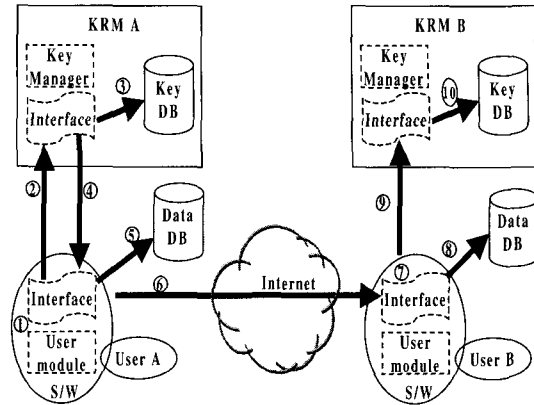 KRM A
Key
Manager
③
Key
DB
Interface
②
④
⑤
Data
DB
⑥
①
Interface
User
module
User A
S/W
Internet
KRM B
Key
Manager
⑩
Key
DB
Interface
⑨
⑧
Data
DB
⑦
Interface
User
module
User B
S/W